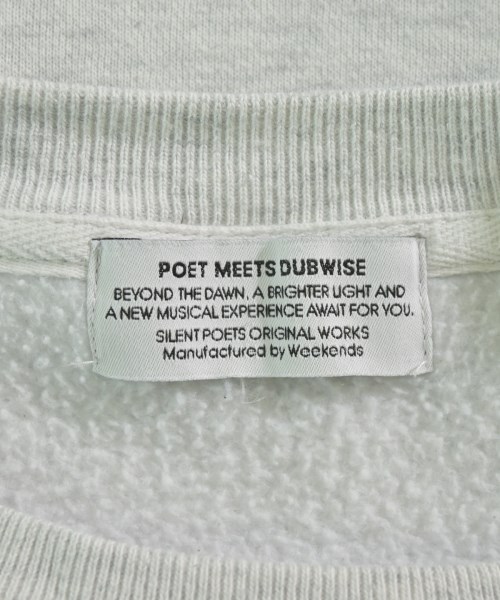 POET MEETS DUBWISE
BEYOND THE DAWN, A BRIGHTER LIGHT AND
A NEW MUSICAL EXPERIENCE AWAIT FOR YOU.
SILENT POETS ORIGINAL WORKS
Manufactured by Weekends